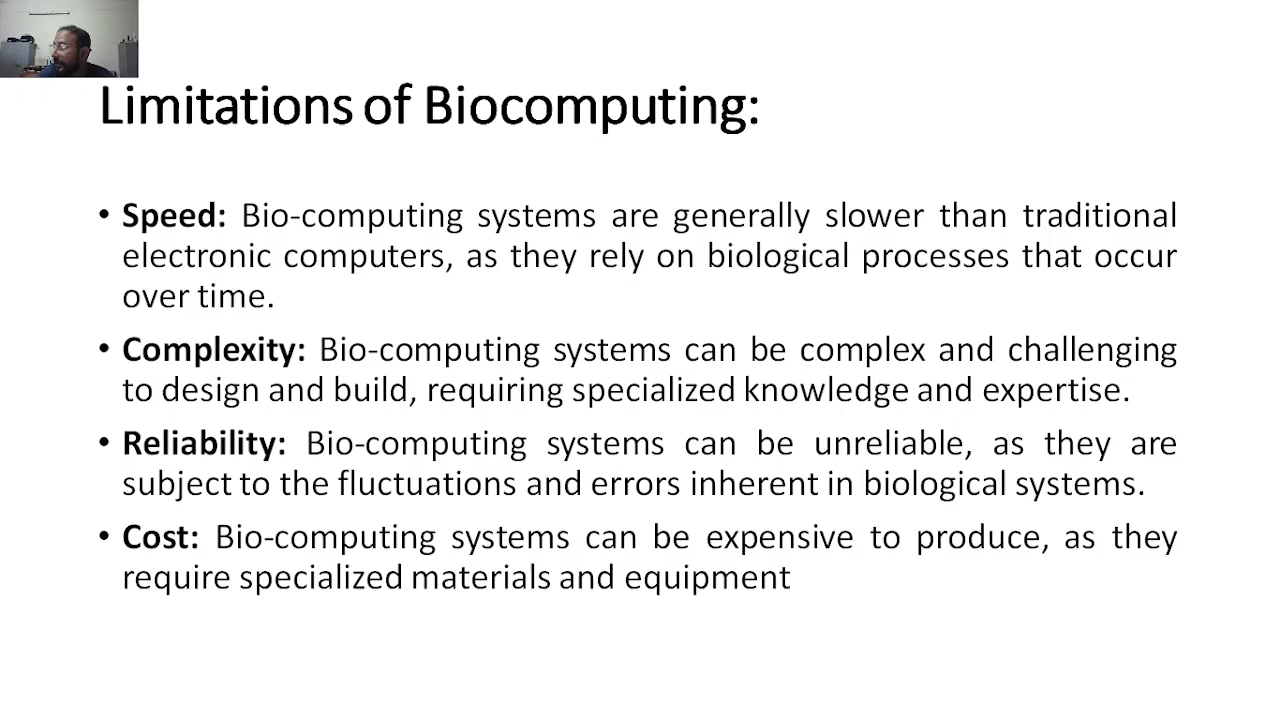 Limitations of Biocomputing:
• Speed: Bio-computing systems are generally slower than traditional
electronic computers, as they rely on biological processes that occur
over time.
• Complexity: Bio-computing systems can be complex and challenging
to design and build, requiring specialized knowledge and expertise.
• Reliability: Bio-computing systems can be unreliable, as they are
subject to the fluctuations and errors inherent in biological systems.
• Cost: Bio-computing systems can be expensive to produce, as they
require specialized materials and equipment